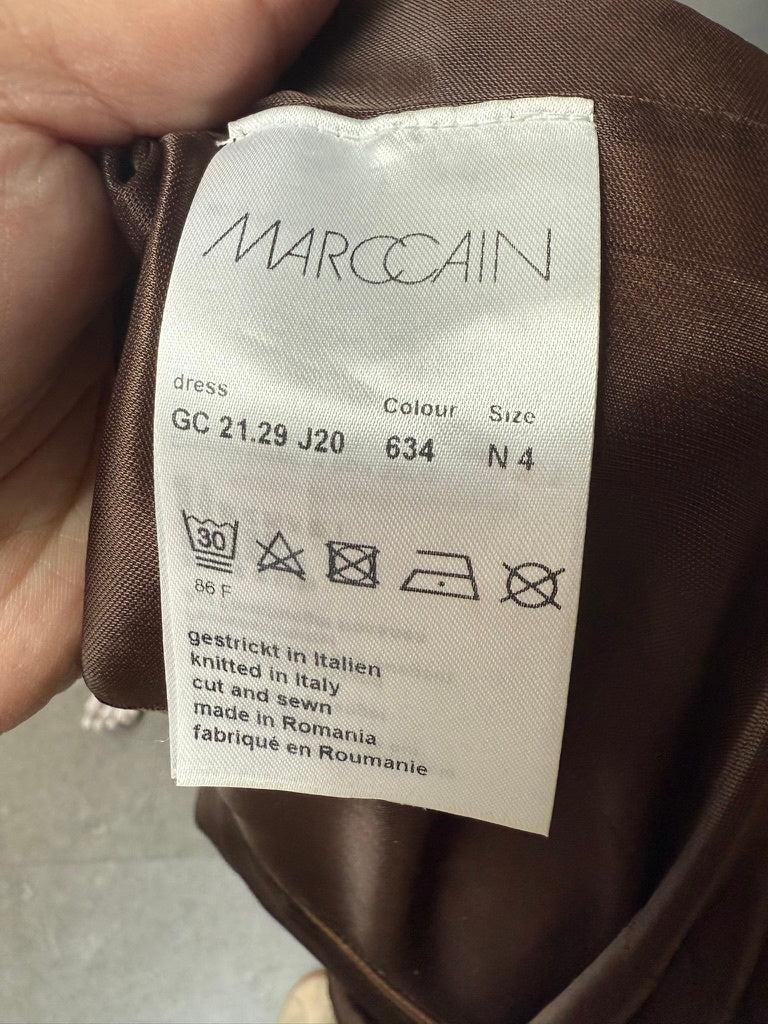 MARCCAIN
dress
Colour Size
GC 21.29 J20 634 N 4
30
86 F
gestrickt in Italien
knitted in Italy
cut and sewn
made in Romania
fabriqué en Roumanie